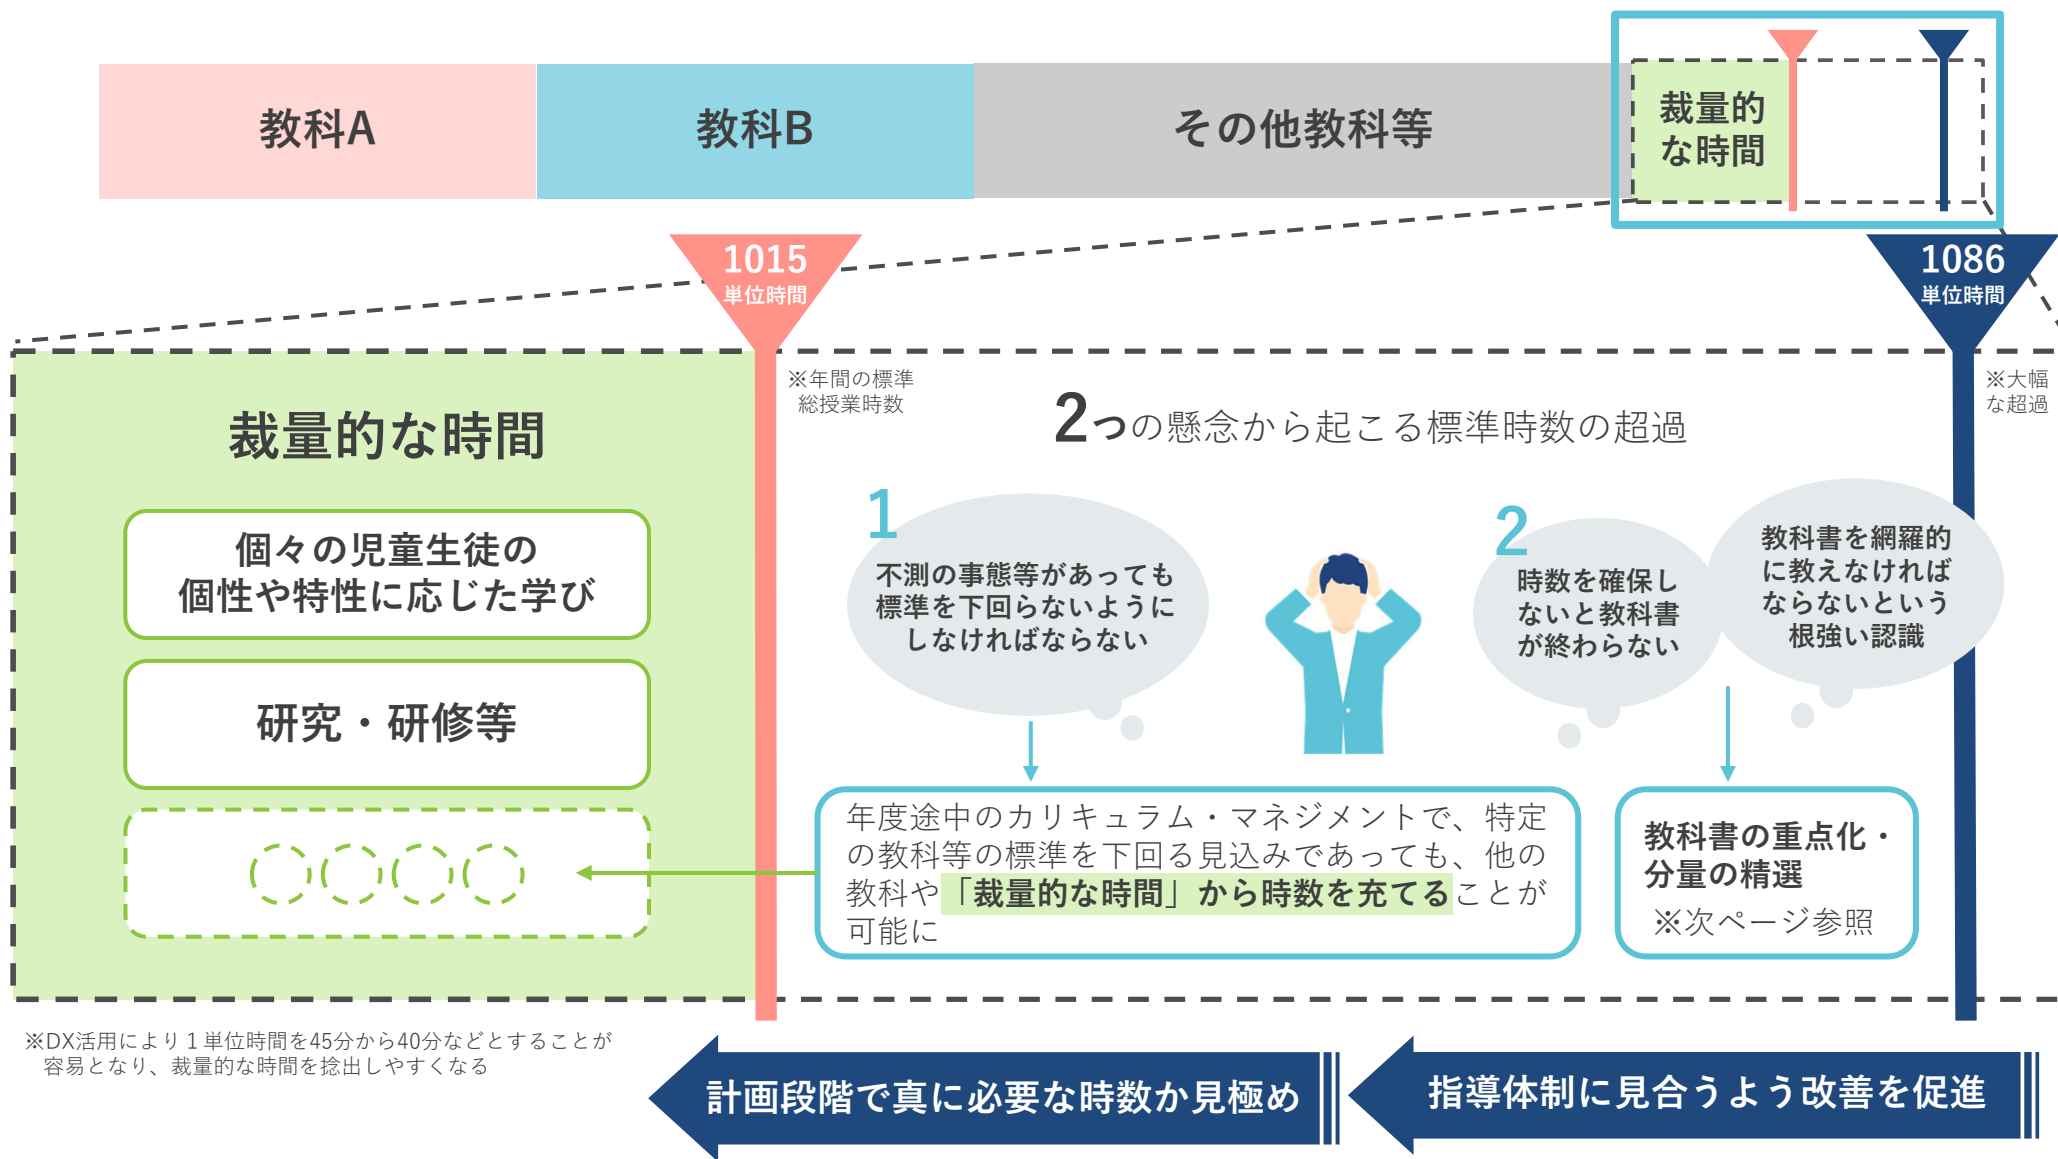 教科A
教科B
その他教科等
裁量的
な時間
1015
単位時間
1086
単位時間
※年間の標準
総授業時数
※大幅
な超過
裁量的な時間
個々の児童生徒の
個性や特性に応じた学び
研究・研修等
2つの懸念から起こる標準時数の超過
1
不測の事態等があっても
標準を下回らないように
しなければならない
2
時数を確保し
ないと教科書
が終わらない
教科書を網羅的
に教えなければ
ならないという
根強い認識
年度途中のカリキュラム・マネジメントで、特定
の教科等の標準を下回る見込みであっても、他の
教科や「裁量的な時間」から時数を充てることが
可能に
教科書の重点化・
分量の精選
※次ページ参照
※DX活用により１単位時間を45分から40分などとすることが
容易となり、裁量的な時間を捻出しやすくなる
計画段階で真に必要な時数か見極め
指導体制に見合うよう改善を促進